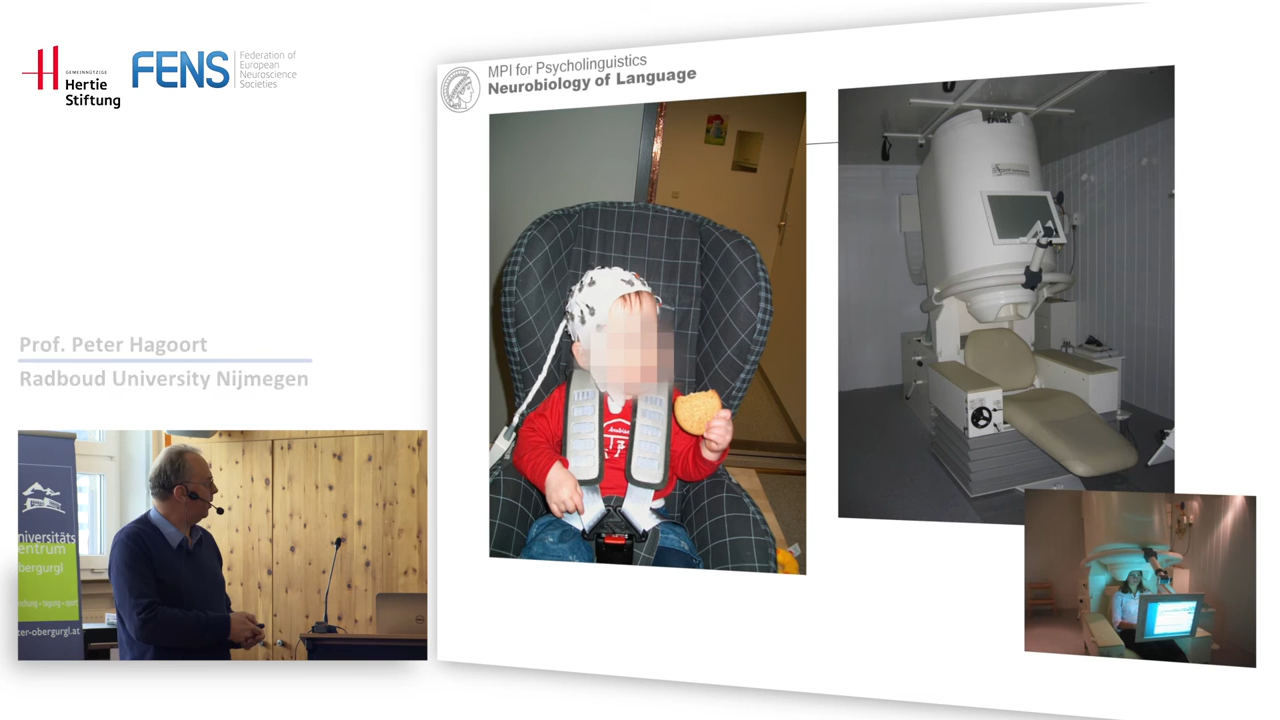 GEMEINNÜTZIGE
Hertie
Stiftung
FENS
Federation of
European
Neuroscience
Societies
MPI for Psycholinguistics
Neurobiology of Language
Prof. Peter Hagoort
Radboud University Nijmegen
niversitäts
entrum
bergurgl